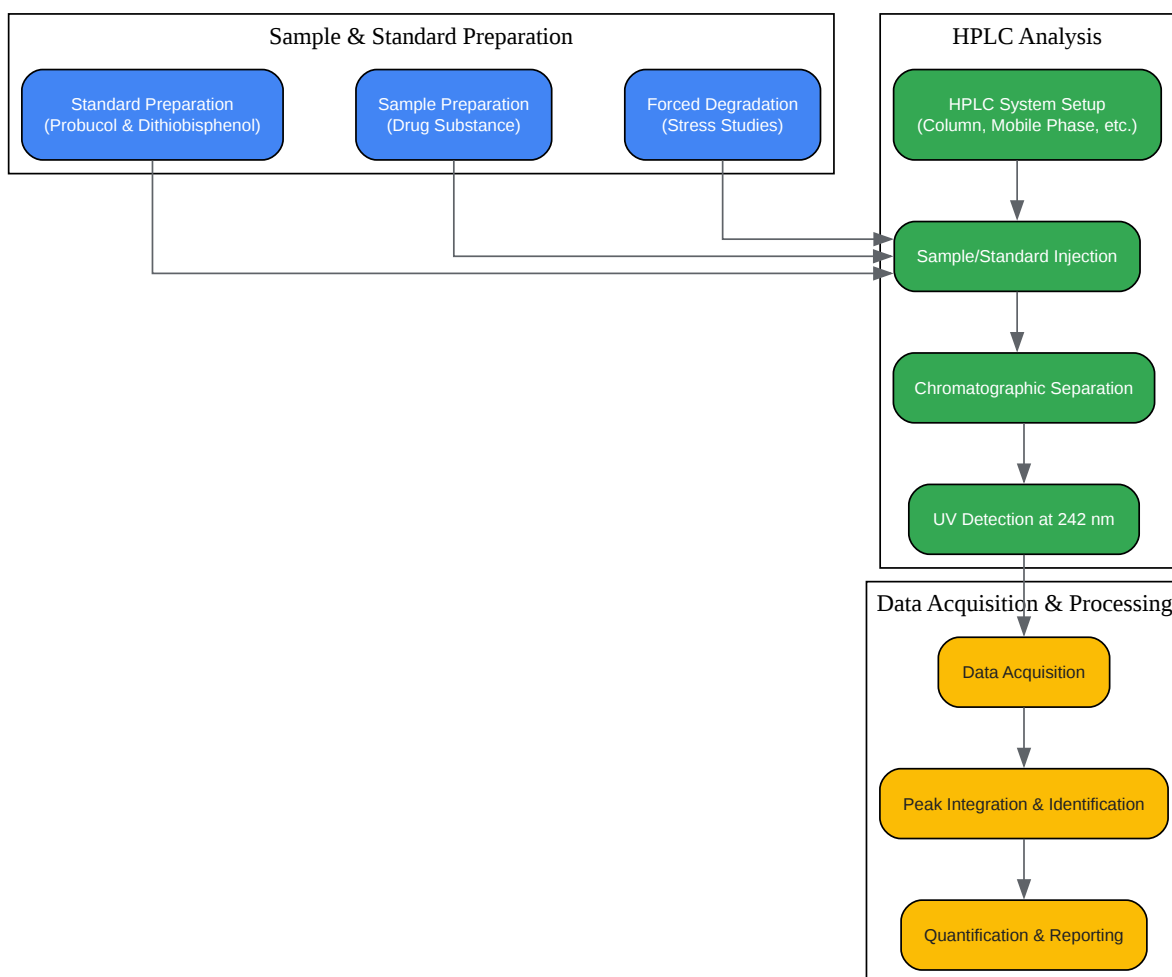 Sample & Standard Preparation
Standard Preparation
(Probucol & Dithiobisphenol)
Sample Preparation
(Drug Substance)
Forced Degradation
(Stress Studies)
HPLC Analysis
HPLC System Setup
(Column, Mobile Phase, etc.)
Sample/Standard Injection
Chromatographic Separation
UV Detection at 242 nm
Data Acquisition & Processing
Data Acquisition
Peak Integration & Identification
Quantification & Reporting